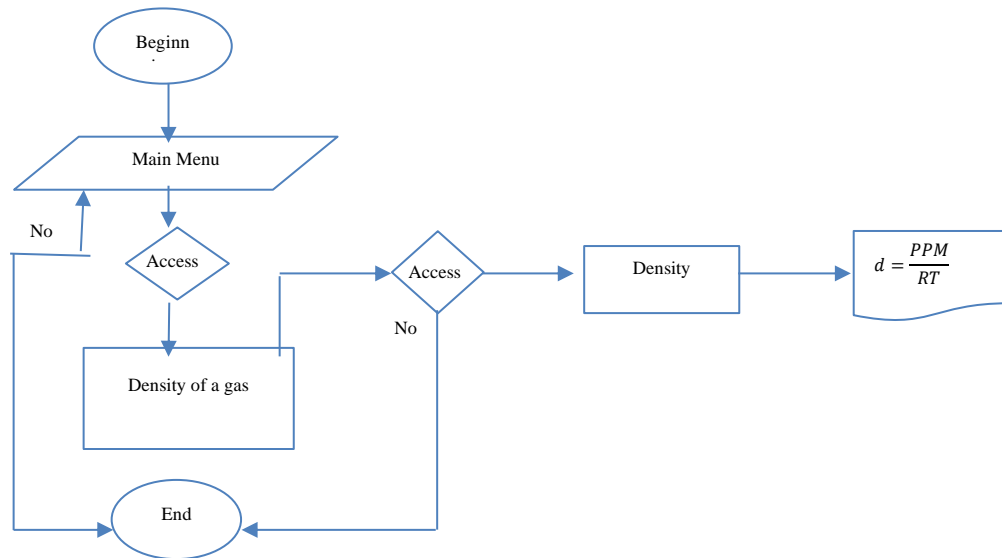 Beginn
Main Menu
No
Access
Density of a gas
End
Access
No
Density
d = PPM/RT